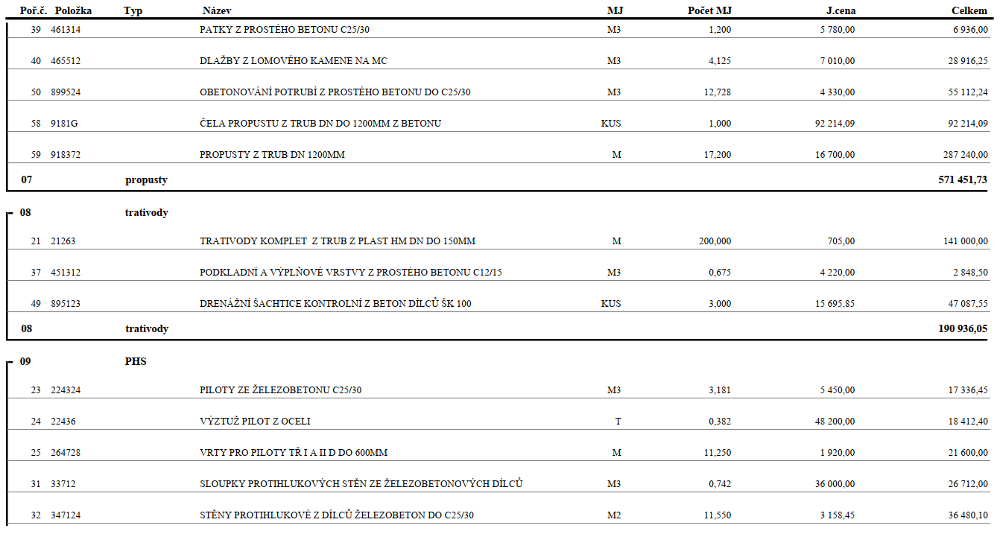 Poř.č. Položka Typ Název MJ Počet MJ J.cena Celkem
39 461314 PATKY Z PROSTÉHO BETONU C25/30 M3 1,200 5 780,00 6 936,00
40 465512 DLAŽBY Z LOMOVÉHO KAMENE NA MC M3 4,125 7 010,00 28 916,25
50 899524 OBETONOVÁNÍ POTRUBÍ Z PROSTÉHO BETONU DO C25/30 M3 12,728 4 330,00 55 112,24
58 9181G ČELA PROPUSTU Z TRUB DN DO 1200MM Z BETONU KUS 1,000 92 214,09 92 214,09
59 918372 PROPUSTY Z TRUB DN 1200MM M 17,200 16 700,00 287 240,00
07 propusty 571 451,73
08 trativody
21 21263 TRATIVODY KOMPLET Z TRUB Z PLAST HM DN DO 150MM M 200,000 705,00 141 000,00
37 451312 PODKLADNÍ A VÝPLŇOVÉ VRSTVY Z PROSTÉHO BETONU C12/15 M3 0,675 4 220,00 2 848,50
49 895123 DRENÁŽNÍ ŠACHTICE KONTROLNÍ Z BETON DÍLCŮ ŠK 100 KUS 3,000 15 695,85 47 087,55
08 trativody 190 936,05
09 PHS
23 224324 PILOTY ZE ŽELEZOBETONU C25/30 M3 3,181 5 450,00 17 336,45
24 22436 VÝZTUŽ PILOT Z OCELI T 0,382 48 200,00 18 412,40
25 264728 VRTY PRO PILOTY TŘ I A II D DO 600MM M 11,250 1 920,00 21 600,00
31 33712 SLOUPKY PROTIHLUKOVÝCH STĚN ZE ŽELEZOBETONOVÝCH DÍLCŮ M3 0,742 36 000,00 26 712,00
32 347124 STĚNY PROTIHLUKOVÉ Z DÍLCŮ ŽELEZOBETON DO C25/30 M2 11,550 3 158,45 36 480,10